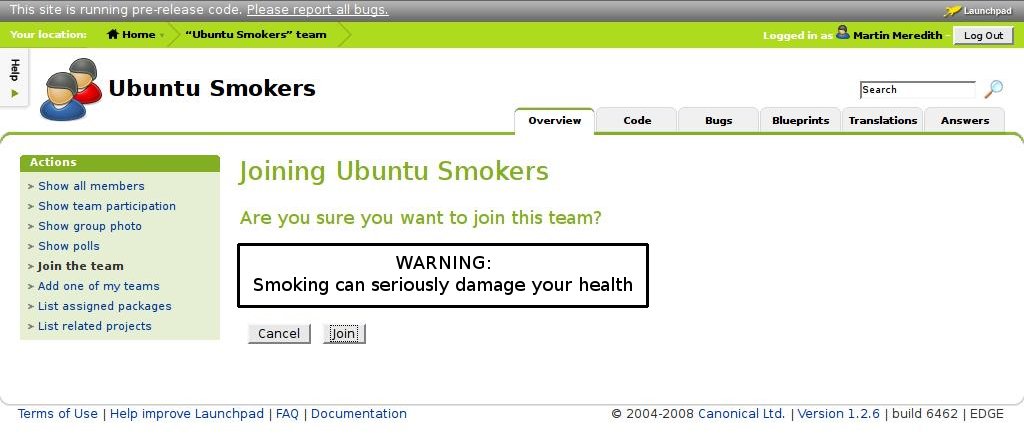 This site is running pre-release code. Please report all bugs. Launchpad
Your location: Home “Ubuntu Smokers” team Logged in as Martin Meredith - Log Out
Help
Ubuntu Smokers
Search
Overview Code Bugs Blueprints Translations Answers
Actions
Show all members
Show team participation
Show group photo
Show polls
Join the team
Add one of my teams
List assigned packages
List related projects
Joining Ubuntu Smokers
Are you sure you want to join this team?
WARNING:
Smoking can seriously damage your health
Cancel Join
Terms of Use | Help improve Launchpad | FAQ | Documentation © 2004-2008 Canonical Ltd. | Version 1.2.6 | build 6462 | EDGE